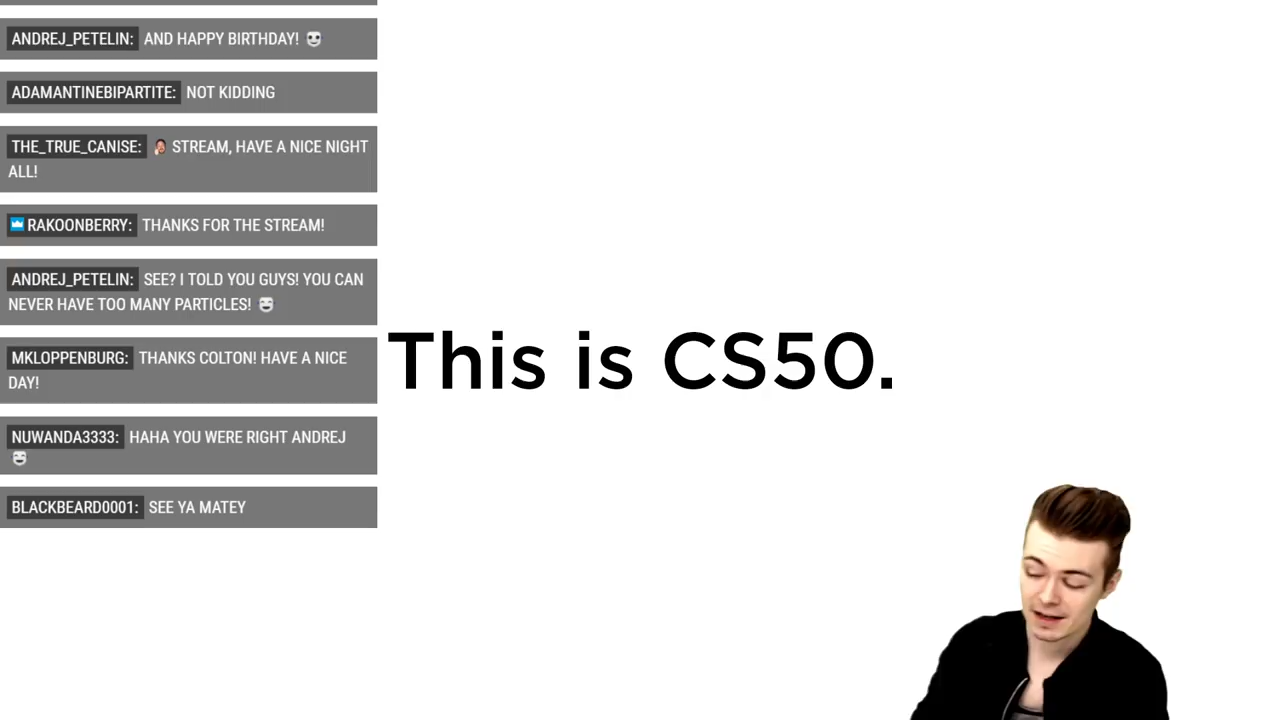 ANDREJ_PETELIN: AND HAPPY BIRTHDAY!
ADAMANTINEBIPARTITE: NOT KIDDING
THE_TRUE_CANISE: STREAM, HAVE A NICE NIGHT
ALL!
RAKOONBERRY: THANKS FOR THE STREAM!
ANDREJ_PETELIN: SEE? I TOLD YOU GUYS! YOU CAN
NEVER HAVE TOO MANY PARTICLES!
MKLOPPENBURG: THANKS COLTON! HAVE A NICE
DAY!
NUWANDA3333: HAHA YOU WERE RIGHT ANDREJ
BLACKBEARD0001: SEE YA MATEY
This is CS50.